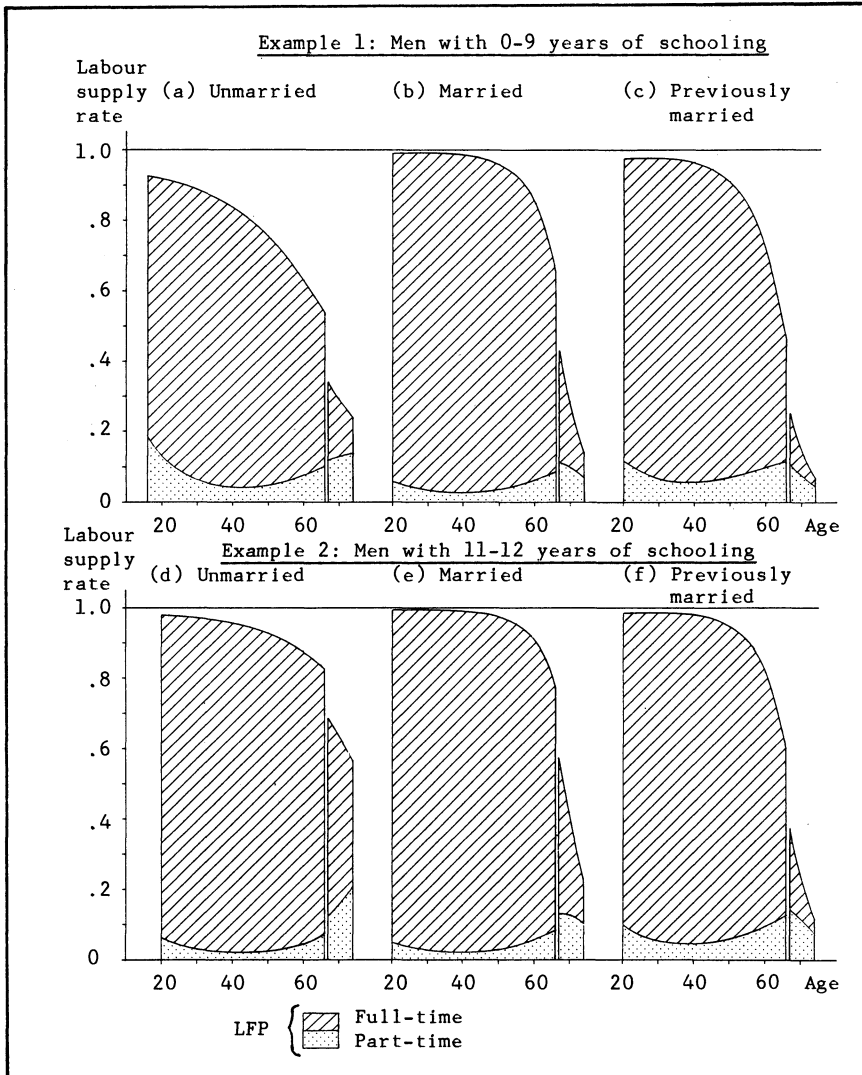 Example 1: Men with 0-9 years of schooling
Labour
supply (a) Unmarried (b) Married (c) Previously
rate married
1.0
.8
.6
.4
.2
0
20 40 60 20 40 60 20 40 60 Age
Labour
supply Example 2: Men with 11-12 years of schooling
rate (d) Unmarried (e) Married (f) Previously
married
1.0
.8
.6
.4
.2
0
20 40 60 20 40 60 20 40 60 Age
LFP { Full-time
Part-time